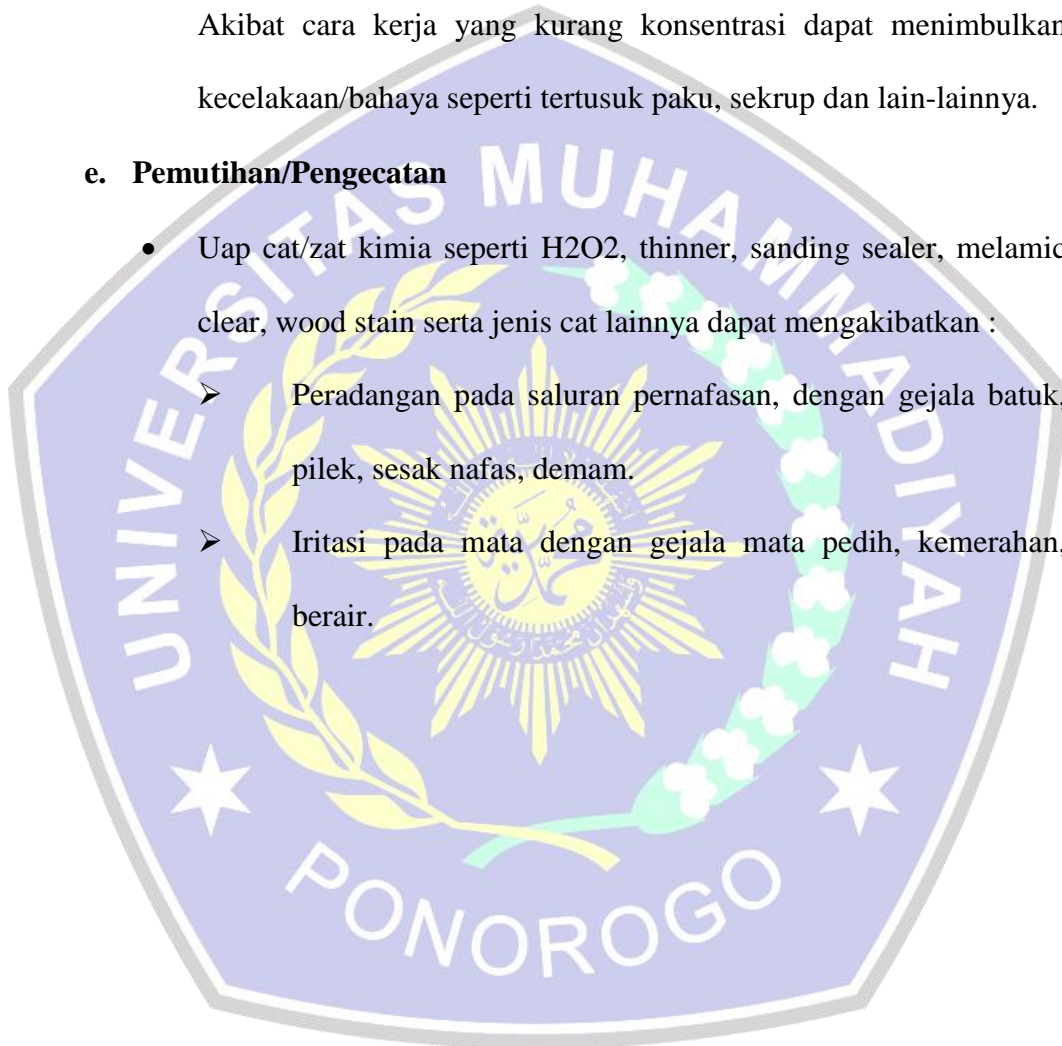 Akibat cara kerja yang kurang konsentrasi dapat menimbulkan
kecelakaan/bahaya seperti tertusuk paku, sekrup dan lain-lainnya.
e. Pemutihan/Pengecatan
• Uap cat/zat kimia seperti H2O2, thinner, sanding sealer, melamic
clear, wood stain serta jenis cat lainnya dapat mengakibatkan :
➢ Peradangan pada saluran pernafasan, dengan gejala batuk,
pilek, sesak nafas, demam.
➢ Iritasi pada mata dengan gejala mata pedih, kemerahan,
berair.
UNIVERSITAS MUHAMMADIYAH
PONOROGO
محمد